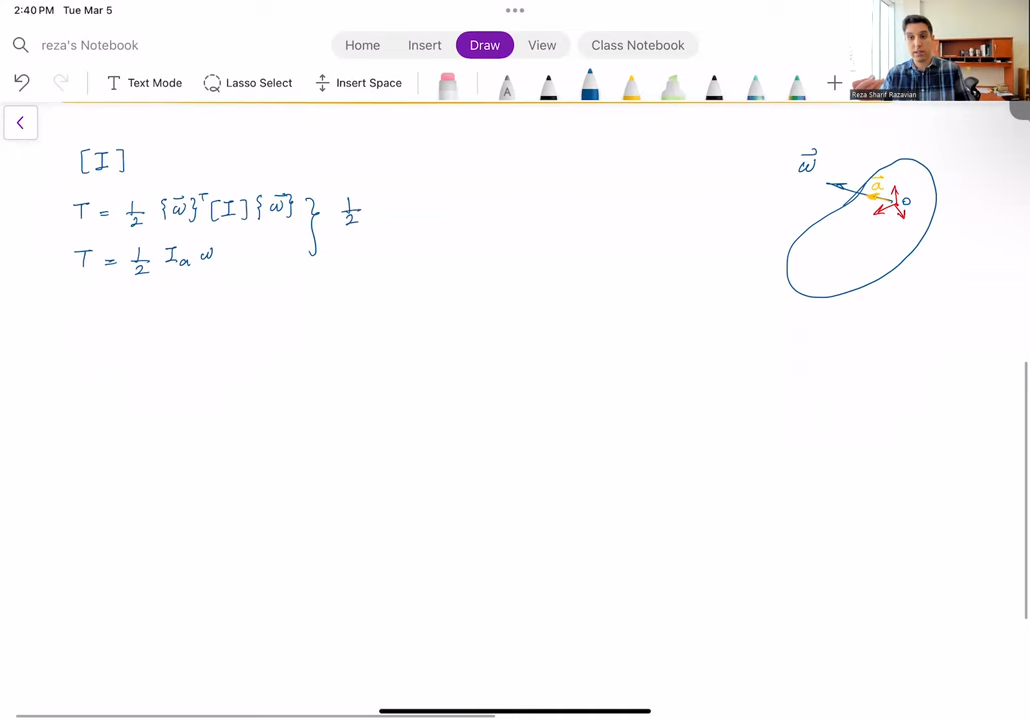 2:40 PM Tue Mar 5
reza's Notebook
Home Insert Draw View Class Notebook
Text Mode Lasso Select Insert Space
A
Reza Sharif Razavian
[I]
T = 1/2 {ω⃗}ᵀ [I] {ω⃗} } 1/2
T = 1/2 Iₐ ω
ω⃗
a⃗
O